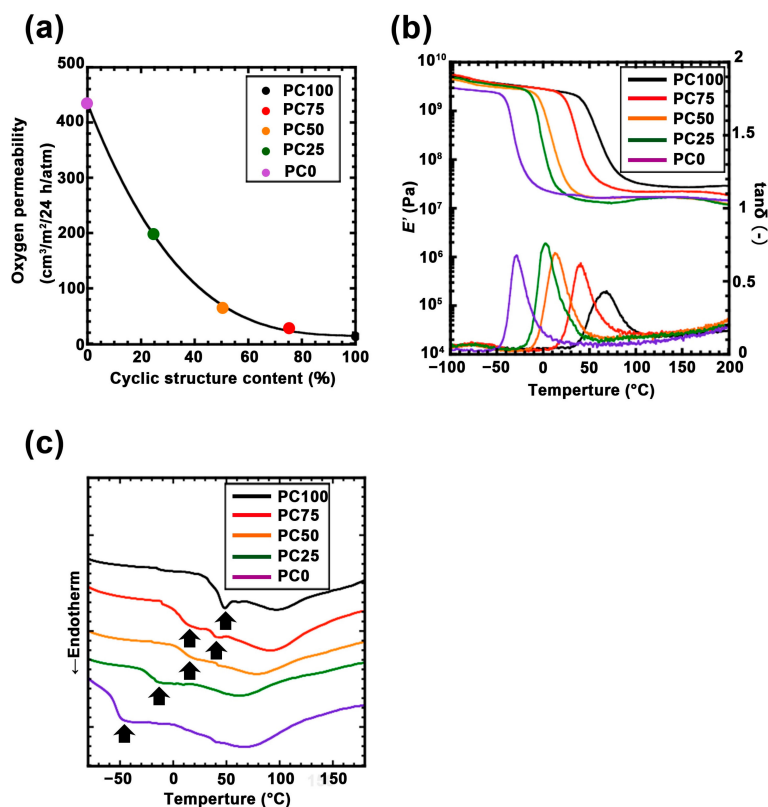 (a)
500
400
300
200
100
0
0
20
40
60
80
100
Oxygen permeability
(cm³/m²/24 h/atm)
Cyclic structure content (%)
PC100
PC75
PC50
PC25
PC0
(b)
10¹⁰
10⁹
10⁸
10⁷
10⁶
10⁵
10⁴
E' (Pa)
2
1.5
1
0.5
0
tanδ (-)
−100
−50
0
50
100
150
200
Temperture (°C)
PC100
PC75
PC50
PC25
PC0
(c)
PC100
PC75
PC50
PC25
PC0
←Endotherm
−50
0
50
100
150
Temperture (°C)